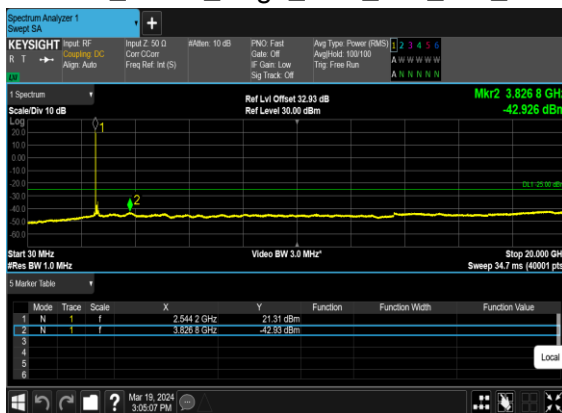 Spectrum Analyzer 1
Swept SA
KEYSIGHT Input: RF Input Z: 50 Ω #Atten: 10 dB PNO: Fast Avg Type: Power (RMS) 1 2 3 4 5 6
R T Coupling: DC Corr CCorr Gate: Off Avg|Hold: 100/100 A W W W W W
Align: Auto Freq Ref: Int (S) IF Gain: Low Trig: Free Run
LU Sig Track: Off A N N N N N
1 Spectrum Ref Lvl Offset 32.93 dB Mkr2 3.826 8 GHz
Scale/Div 10 dB Ref Level 30.00 dBm -42.926 dBm
Log
20.0
10.0
0.00
-10.0
-20.0
-30.0
-40.0
-50.0
-60.0
1
2
DL1 -25.00 dBm
Start 30 MHz Video BW 3.0 MHz* Stop 20.000 GHz
#Res BW 1.0 MHz Sweep 34.7 ms (40001 pts)
5 Marker Table
Mode Trace Scale X Y Function Function Width Function Value
1 N 1 f 2.544 2 GHz 21.31 dBm
2 N 1 f 3.826 8 GHz -42.93 dBm
3
4
5
6
Local
? Mar 19, 2024
3:05:07 PM